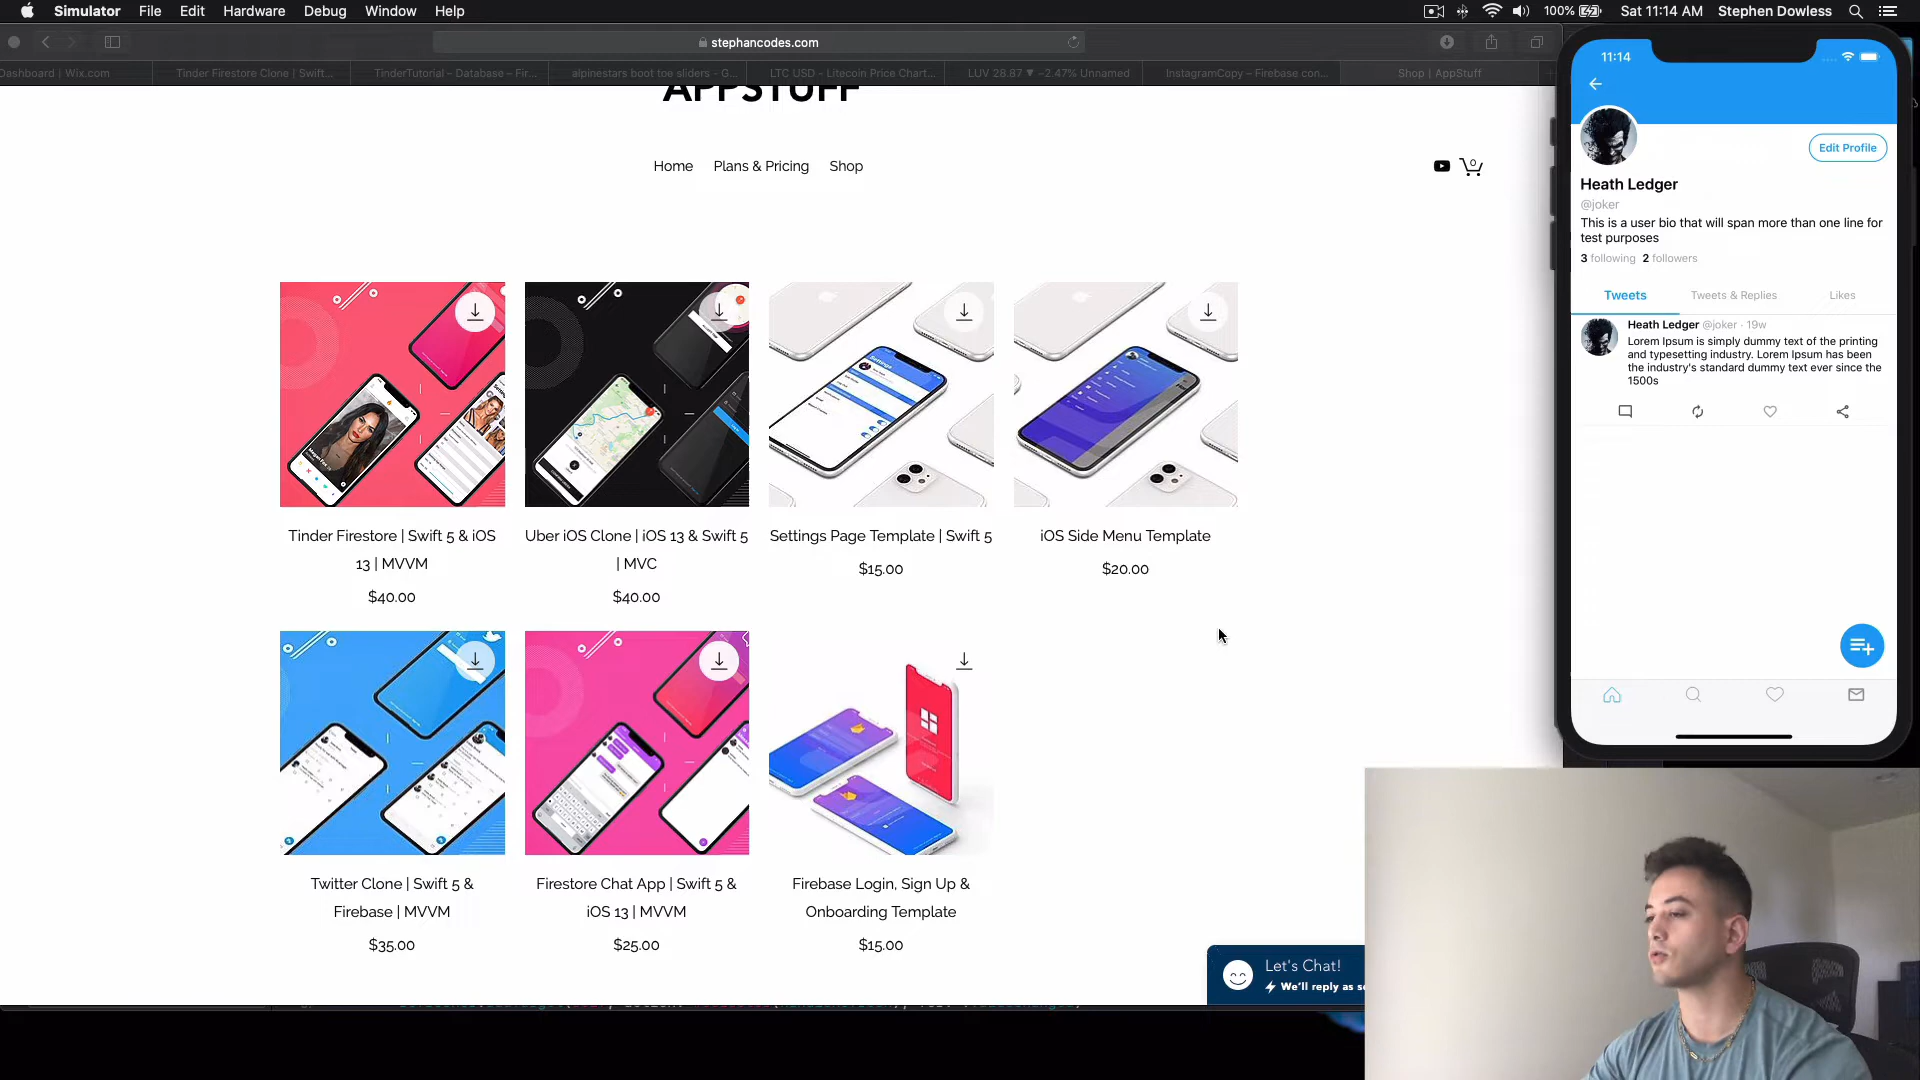 Simulator File Edit Hardware Debug Window Help
100% Sat 11:14 AM Stephen Dowless
stephancodes.com
Dashboard | Wix.com
Tinder Firestore Clone | Swift...
TinderTutorial – Database – Fir...
alpinestars boot toe sliders - G...
LTC USD - Litecoin Price Chart...
LUV 28.87 ▼ −2.47% Unnamed
InstagramCopy – Firebase con...
Shop | AppStuff
APPSTUFF
Home Plans & Pricing Shop
0
Tinder Firestore | Swift 5 & iOS
13 | MVVM
$40.00
Uber iOS Clone | iOS 13 & Swift 5
| MVC
$40.00
Settings Page Template | Swift 5
$15.00
iOS Side Menu Template
$20.00
Twitter Clone | Swift 5 &
Firebase | MVVM
$35.00
Firestore Chat App | Swift 5 &
iOS 13 | MVVM
$25.00
Firebase Login, Sign Up &
Onboarding Template
$15.00
Let's Chat!
We'll reply as s
11:14
Edit Profile
Heath Ledger
@joker
This is a user bio that will span more than one line for
test purposes
3 following 2 followers
Tweets Tweets & Replies Likes
Heath Ledger @joker · 19w
Lorem Ipsum is simply dummy text of the printing
and typesetting industry. Lorem Ipsum has been
the industry's standard dummy text ever since the
1500s